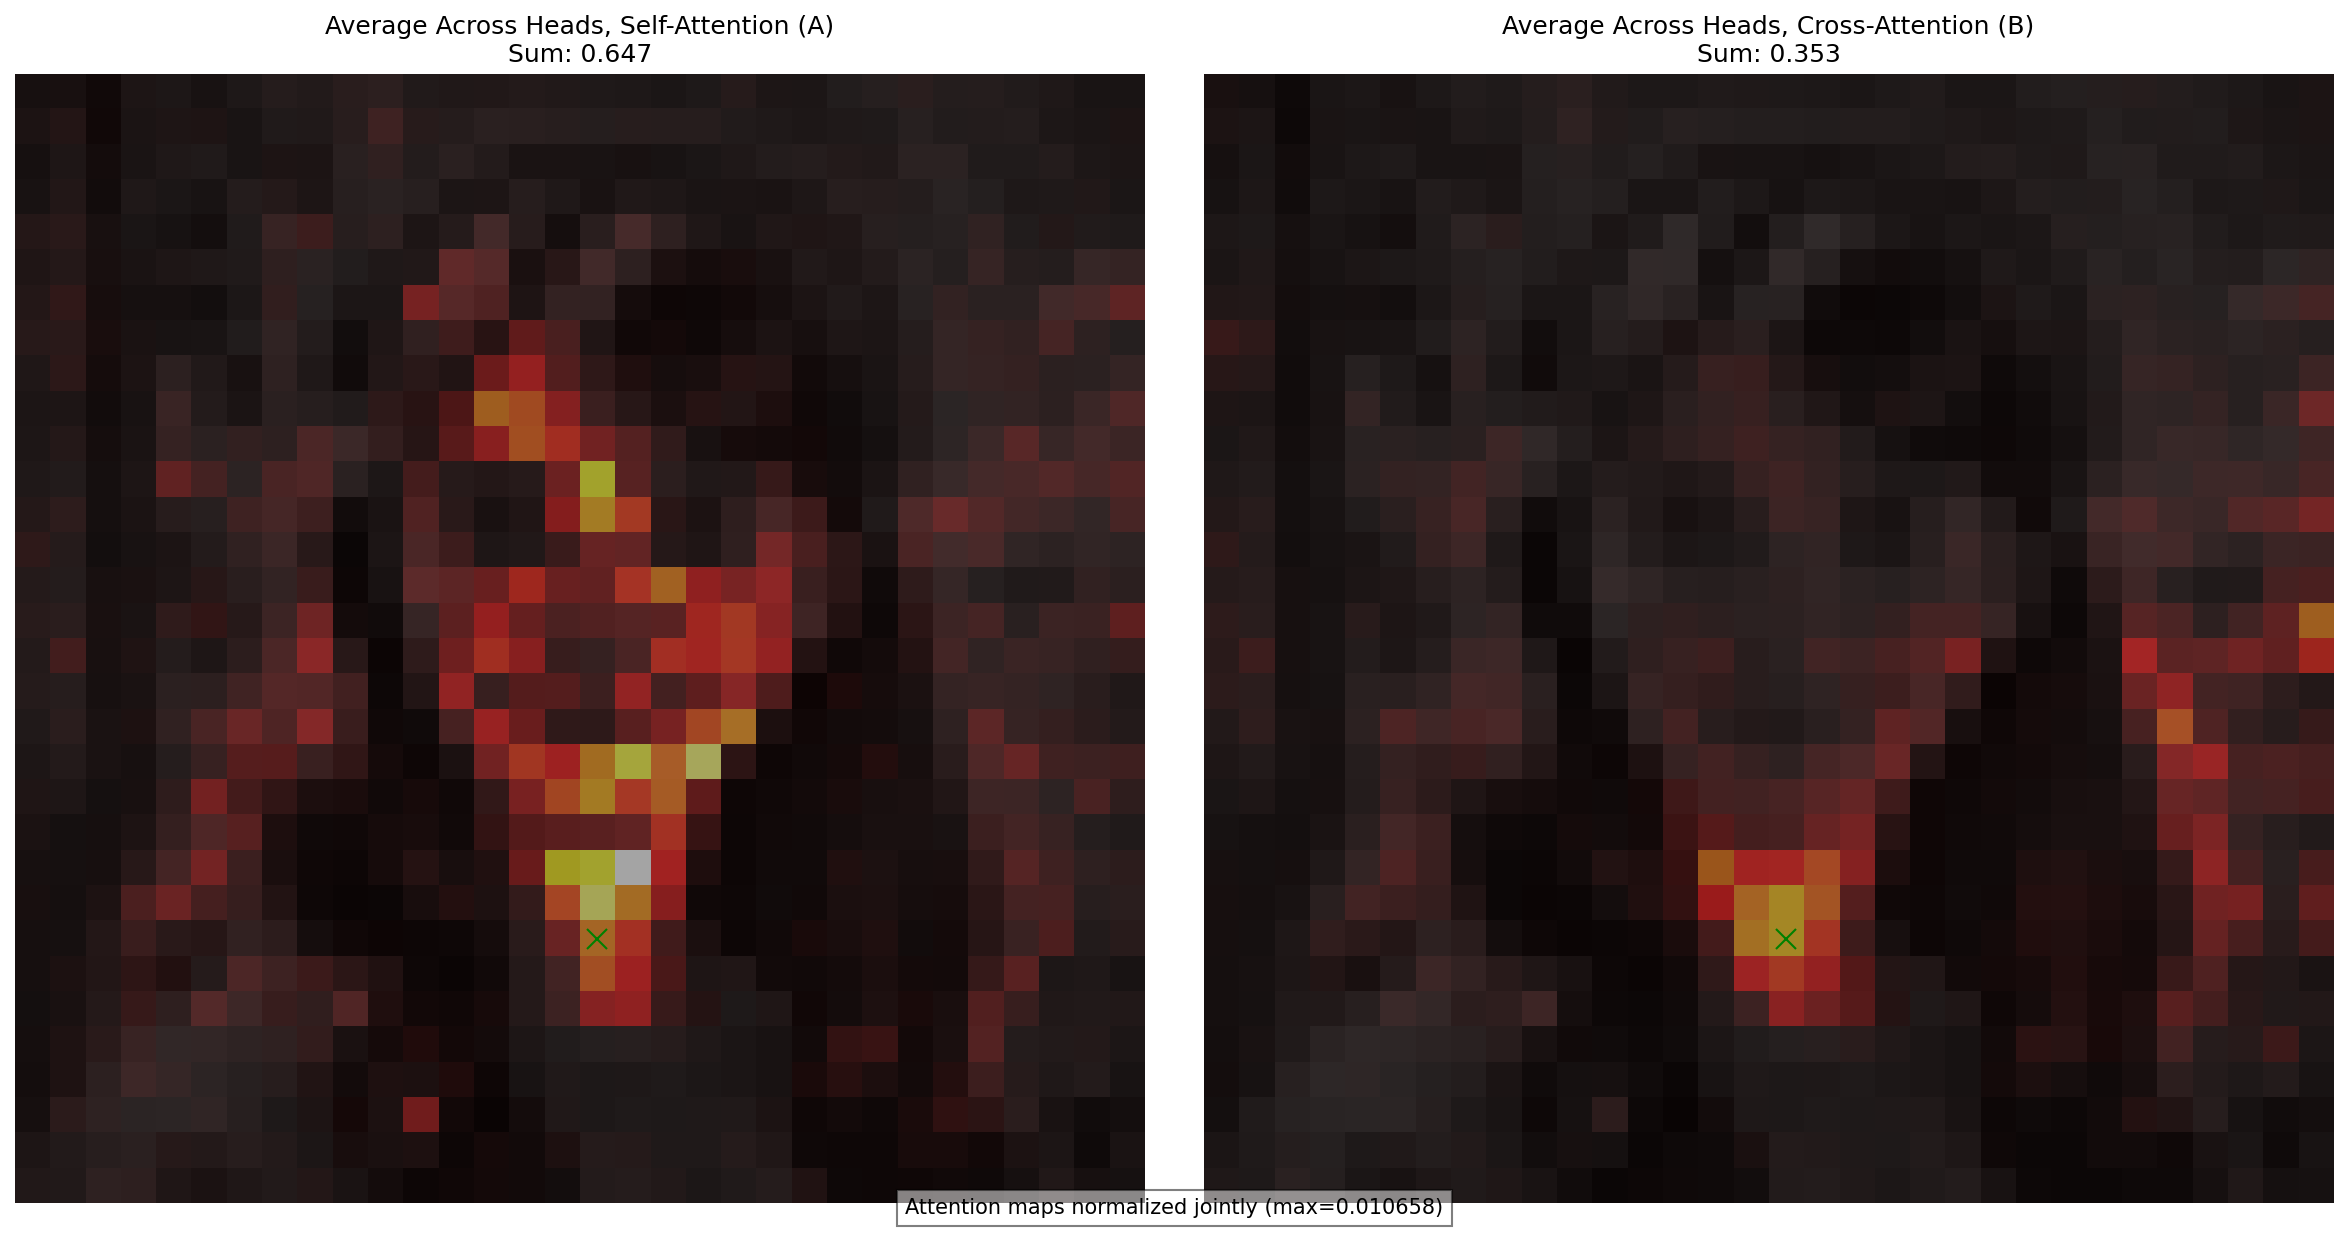 Average Across Heads, Self-Attention (A)
Sum: 0.647
Average Across Heads, Cross-Attention (B)
Sum: 0.353
Attention maps normalized jointly (max=0.010658)